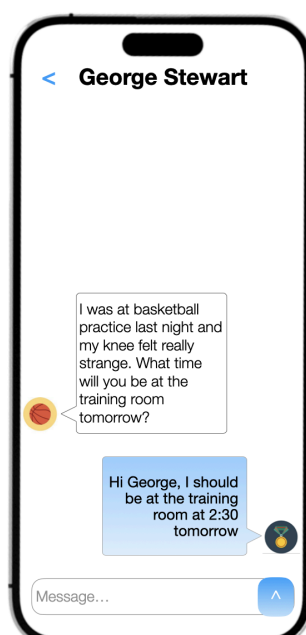 < George Stewart
I was at basketball
practice last night and
my knee felt really
strange. What time
will you be at the
training room
tomorrow?
Hi George, I should
be at the training
room at 2:30
tomorrow
Message…